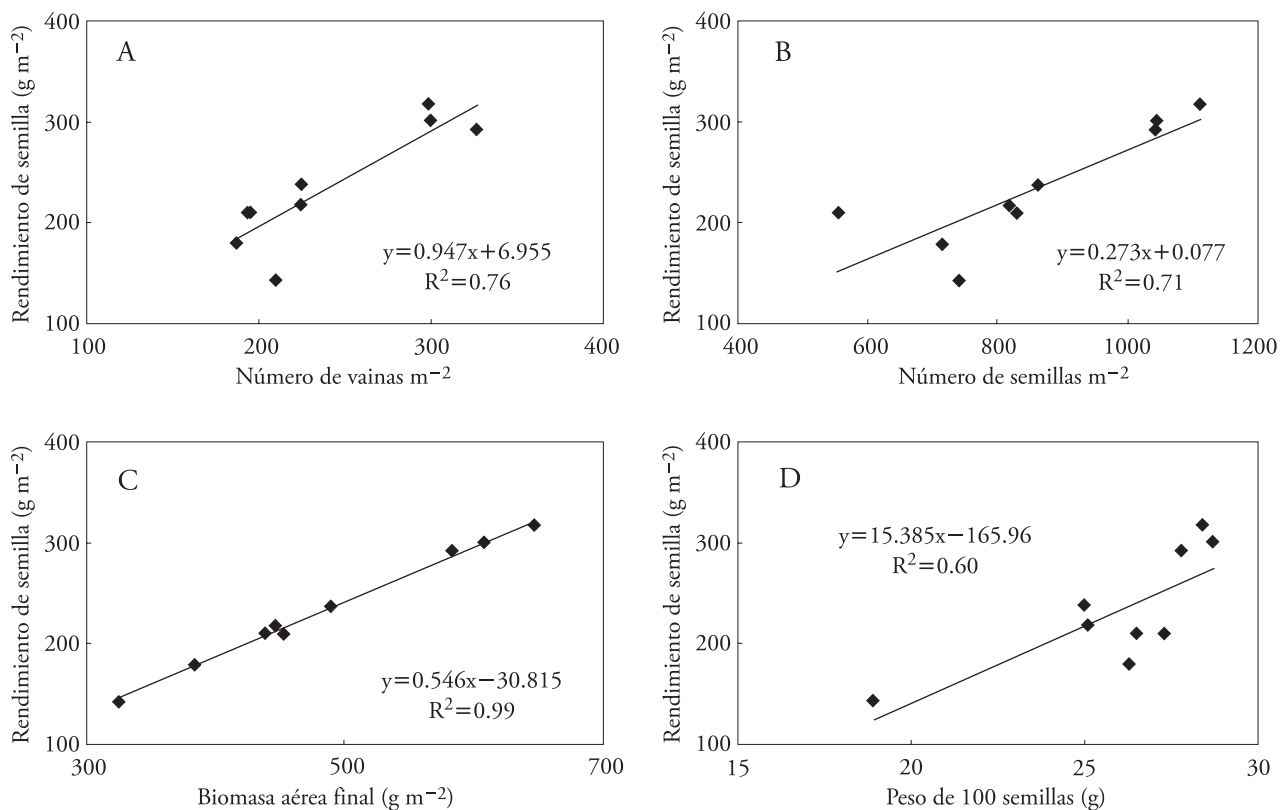 A
Rendimiento de semilla (g m−2)
400
300
200
100
y=0.947x+6.955
R2=0.76
100
200
300
400
Número de vainas m−2
B
Rendimiento de semilla (g m−2)
400
300
200
100
y=0.273x+0.077
R2=0.71
400
600
800
1000
1200
Número de semillas m−2
C
Rendimiento de semilla (g m−2)
400
300
200
100
y=0.546x−30.815
R2=0.99
300
500
700
Biomasa aérea final (g m−2)
D
Rendimiento de semilla (g m−2)
400
300
200
100
y=15.385x−165.96
R2=0.60
15
20
25
30
Peso de 100 semillas (g)